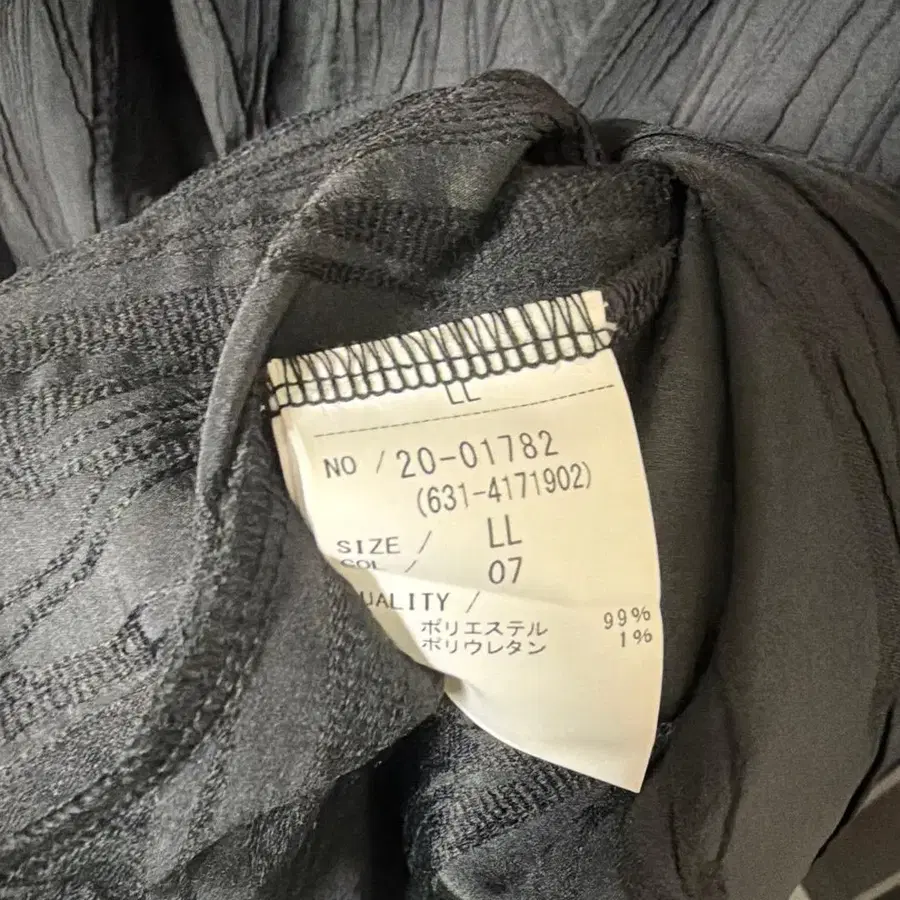 LL
NO / 20-01782
(631-4171902)
SIZE / LL
COL / 07
QUALITY /
ポリエステル 99%
ポリウレタン 1%